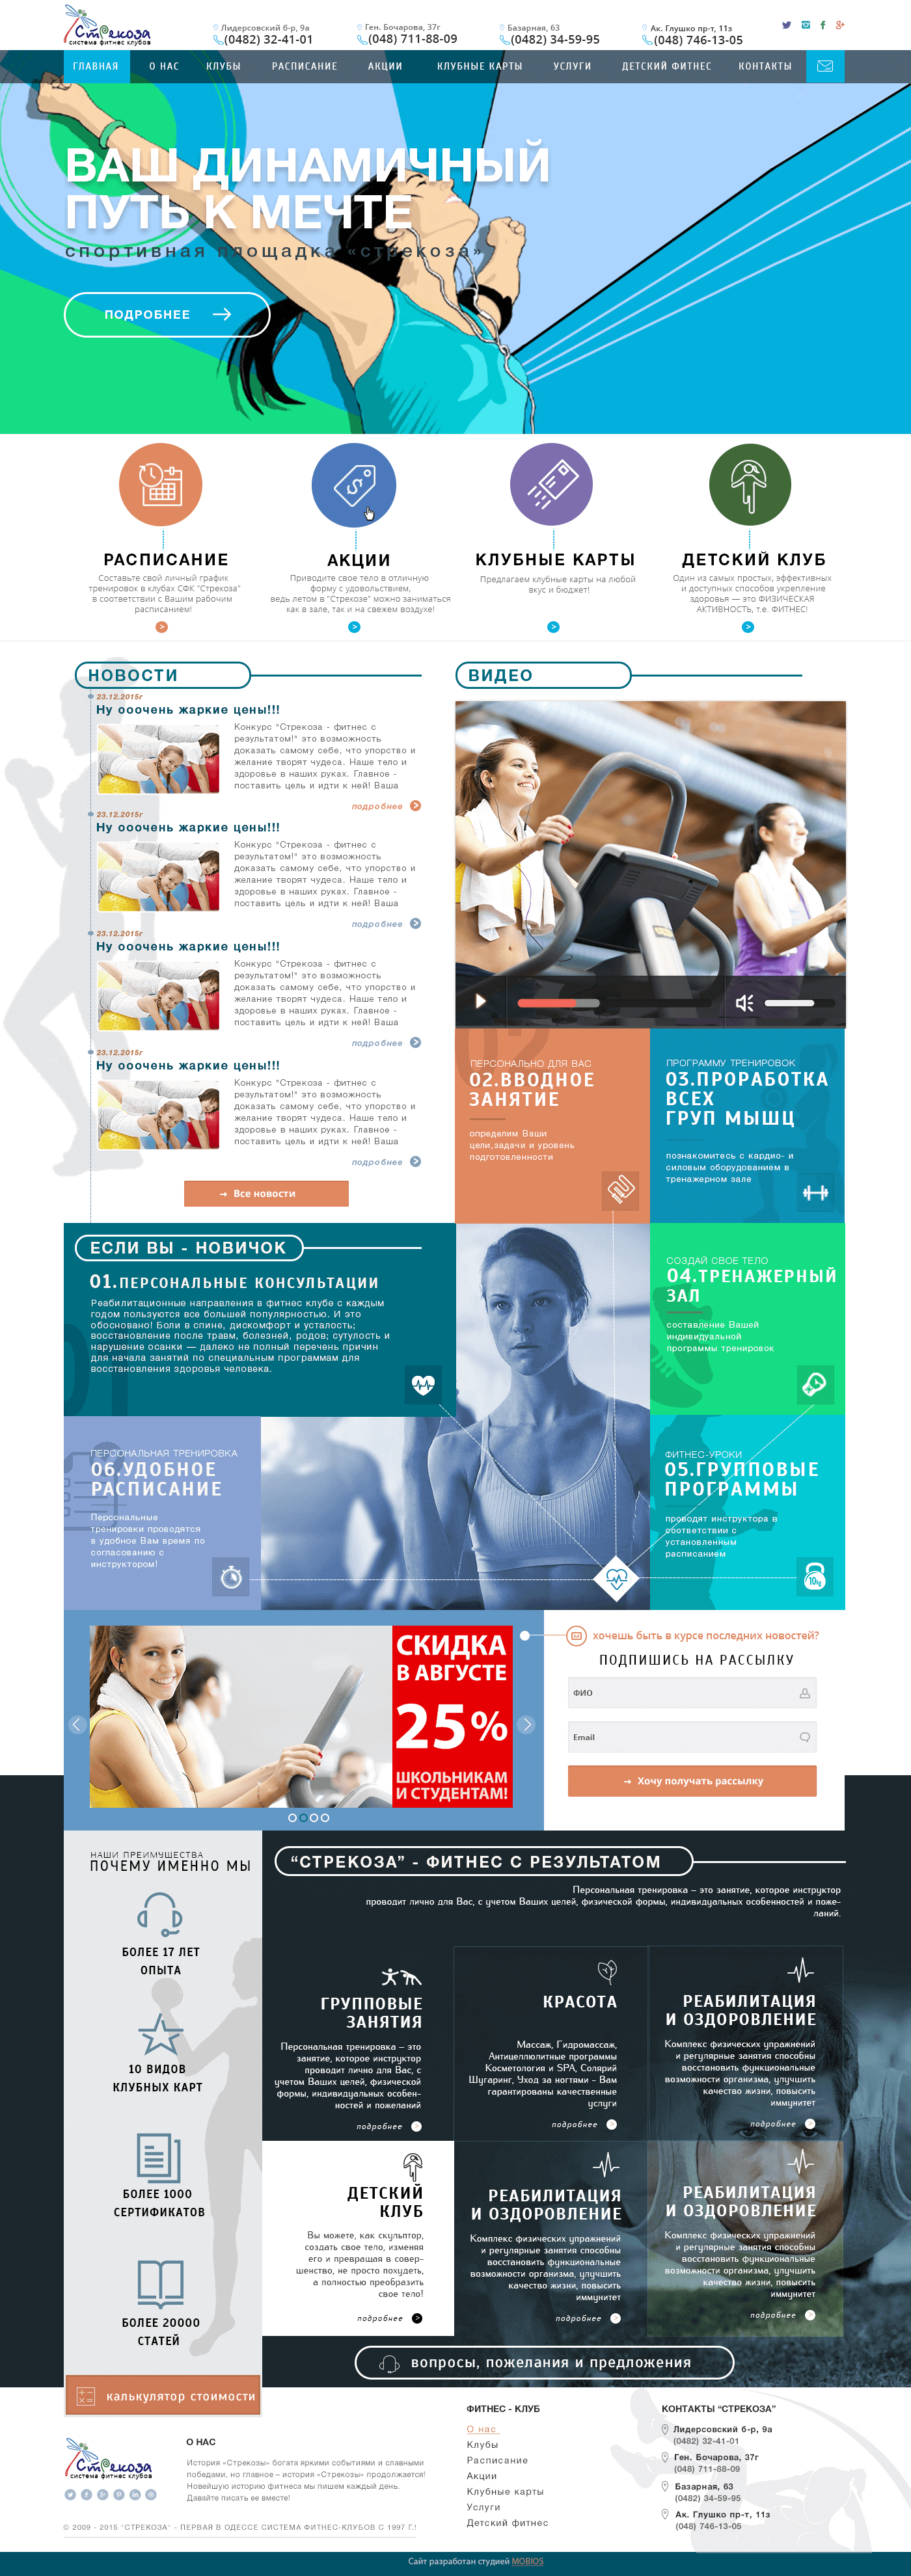 Стрекоза
система фитнес клубов
Лидерсовский б-р, 9а
(0482) 32-41-01
Ген. Бочарова, 37г
(048) 711-88-09
Базарная, 63
(0482) 34-59-95
Ак. Глушко пр-т, 11з
(048) 746-13-05
ГЛАВНАЯ О НАС КЛУБЫ РАСПИСАНИЕ АКЦИИ КЛУБНЫЕ КАРТЫ УСЛУГИ ДЕТСКИЙ ФИТНЕС КОНТАКТЫ
ВАШ ДИНАМИЧНЫЙ
ПУТЬ К МЕЧТЕ
спортивная площадка «стрекоза»
ПОДРОБНЕЕ
РАСПИСАНИЕ
Составьте свой личный график
тренировок в клубах СФК "Стрекоза"
в соответствии с Вашим рабочим
расписанием!
АКЦИИ
Приводите свое тело в отличную
форму с удовольствием,
ведь летом в "Стрекозе" можно заниматься
как в зале, так и на свежем воздухе!
КЛУБНЫЕ КАРТЫ
Предлагаем клубные карты на любой
вкус и бюджет!
ДЕТСКИЙ КЛУБ
Один из самых простых, эффективных
и доступных способов укрепление
здоровья — это ФИЗИЧЕСКАЯ
АКТИВНОСТЬ, т.е. ФИТНЕС!
НОВОСТИ
23.12.2015г
Ну ооочень жаркие цены!!!
Конкурс "Стрекоза - фитнес с
результатом!" это возможность
доказать самому себе, что упорство и
желание творят чудеса. Наше тело и
здоровье в наших руках. Главное -
поставить цель и идти к ней! Ваша
подробнее
23.12.2015г
Ну ооочень жаркие цены!!!
Конкурс "Стрекоза - фитнес с
результатом!" это возможность
доказать самому себе, что упорство и
желание творят чудеса. Наше тело и
здоровье в наших руках. Главное -
поставить цель и идти к ней! Ваша
подробнее
23.12.2015г
Ну ооочень жаркие цены!!!
Конкурс "Стрекоза - фитнес с
результатом!" это возможность
доказать самому себе, что упорство и
желание творят чудеса. Наше тело и
здоровье в наших руках. Главное -
поставить цель и идти к ней! Ваша
подробнее
23.12.2015г
Ну ооочень жаркие цены!!!
Конкурс "Стрекоза - фитнес с
результатом!" это возможность
доказать самому себе, что упорство и
желание творят чудеса. Наше тело и
здоровье в наших руках. Главное -
поставить цель и идти к ней! Ваша
подробнее
→ Все новости
ВИДЕО
ПЕРСОНАЛЬНО ДЛЯ ВАС
02.ВВОДНОЕ
ЗАНЯТИЕ
определим Ваши
цели,задачи и уровень
подготовленности
ПРОГРАММУ ТРЕНИРОВОК
03.ПРОРАБОТКА
ВСЕХ
ГРУП МЫШЦ
познакомитесь с кардио- и
силовым оборудованием в
тренажерном зале
ЕСЛИ ВЫ - НОВИЧОК
01.ПЕРСОНАЛЬНЫЕ КОНСУЛЬТАЦИИ
Реабилитационные направления в фитнес клубе с каждым
годом пользуются все большей популярностью. И это
обосновано! Боли в спине, дискомфорт и усталость;
восстановление после травм, болезней, родов; сутулость и
нарушение осанки — далеко не полный перечень причин
для начала занятий по специальным программам для
восстановления здоровья человека.
СОЗДАЙ СВОЕ ТЕЛО
04.ТРЕНАЖЕРНЫЙ
ЗАЛ
составление Вашей
индивидуальной
программы тренировок
ПЕРСОНАЛЬНАЯ ТРЕНИРОВКА
06.УДОБНОЕ
РАСПИСАНИЕ
Персональные
тренировки проводятся
в удобное Вам время по
согласованию с
инструктором!
ФИТНЕС-УРОКИ
05.ГРУППОВЫЕ
ПРОГРАММЫ
проводят инструктора в
соответствии с
установленным
расписанием
10кg
СКИДКА
В АВГУСТЕ
25%
ШКОЛЬНИКАМ
И СТУДЕНТАМ!
хочешь быть в курсе последних новостей?
ПОДПИШИСЬ НА РАССЫЛКУ
ФИО
Email
→ Хочу получать рассылку
НАШИ ПРЕИМУЩЕСТВА
ПОЧЕМУ ИМЕННО МЫ
БОЛЕЕ 17 ЛЕТ
ОПЫТА
10 ВИДОВ
КЛУБНЫХ КАРТ
БОЛЕЕ 1000
СЕРТИФИКАТОВ
БОЛЕЕ 20000
СТАТЕЙ
калькулятор стоимости
“СТРЕКОЗА” - ФИТНЕС С РЕЗУЛЬТАТОМ
Персональная тренировка – это занятие, которое инструктор
проводит лично для Вас, с учетом Ваших целей, физической формы, индивидуальных особенностей и поже-
ланий.
ГРУППОВЫЕ
ЗАНЯТИЯ
Персональная тренировка – это
занятие, которое инструктор
проводит лично для Вас, с
учетом Ваших целей, физической
формы, индивидуальных особен-
ностей и пожеланий
подробнее
КРАСОТА
Массаж, Гидромассаж,
Антицеллюлитные программы
Косметология и SPA, Солярий
Шугаринг, Уход за ногтями - Вам
гарантированы качественные
услуги
подробнее
РЕАБИЛИТАЦИЯ
И ОЗДОРОВЛЕНИЕ
Комплекс физических упражнений
и регулярные занятия способны
восстановить функциональные
возможности организма, улучшить
качество жизни, повысить
иммунитет
подробнее
ДЕТСКИЙ
КЛУБ
Вы можете, как скульптор,
создать свое тело, изменяя
его и превращая в совер-
шенство, не просто похудеть,
а полностью преобразить
свое тело!
подробнее
РЕАБИЛИТАЦИЯ
И ОЗДОРОВЛЕНИЕ
Комплекс физических упражнений
и регулярные занятия способны
восстановить функциональные
возможности организма, улучшить
качество жизни, повысить
иммунитет
подробнее
РЕАБИЛИТАЦИЯ
И ОЗДОРОВЛЕНИЕ
Комплекс физических упражнений
и регулярные занятия способны
восстановить функциональные
возможности организма, улучшить
качество жизни, повысить
иммунитет
подробнее
вопросы, пожелания и предложения
Стрекоза
система фитнес клубов
О НАС
История «Стрекозы» богата яркими событиями и славными
победами, но главное – история «Стрекозы» продолжается!
Новейшую историю фитнеса мы пишем каждый день.
Давайте писать ее вместе!
© 2009 - 2015 "СТРЕКОЗА" - ПЕРВАЯ В ОДЕССЕ СИСТЕМА ФИТНЕС-КЛУБОВ С 1997 Г.!
ФИТНЕС - КЛУБ
О нас
Клубы
Расписание
Акции
Клубные карты
Услуги
Детский фитнес
КОНТАКТЫ “СТРЕКОЗА”
Лидерсовский б-р, 9а
(0482) 32-41-01
Ген. Бочарова, 37г
(048) 711-88-09
Базарная, 63
(0482) 34-59-95
Ак. Глушко пр-т, 11з
(048) 746-13-05
Сайт разработан студией MOBIOS